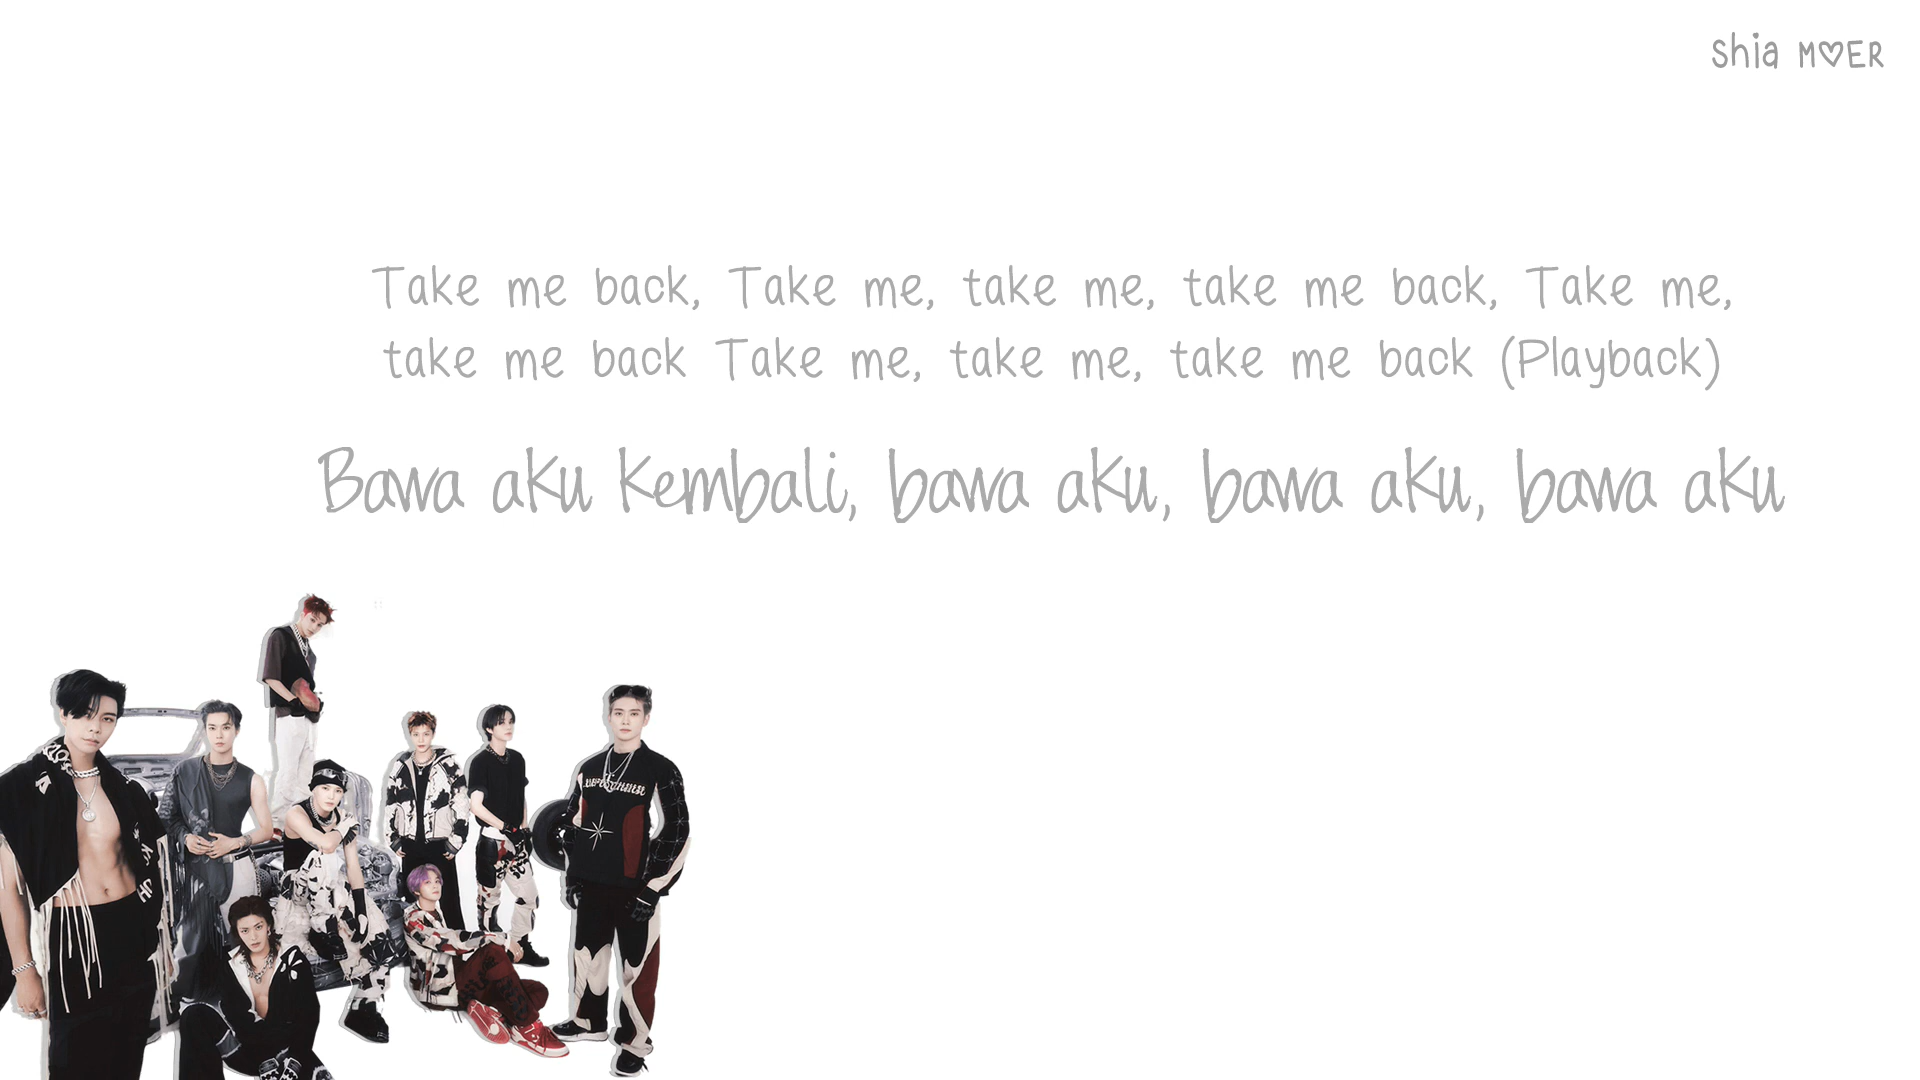 Shia M♡ER
Take me back, Take me, take me, take me back, Take me,
take me back Take me, take me, take me back (Playback)
Bawa aku kembali, bawa aku, bawa aku, bawa aku